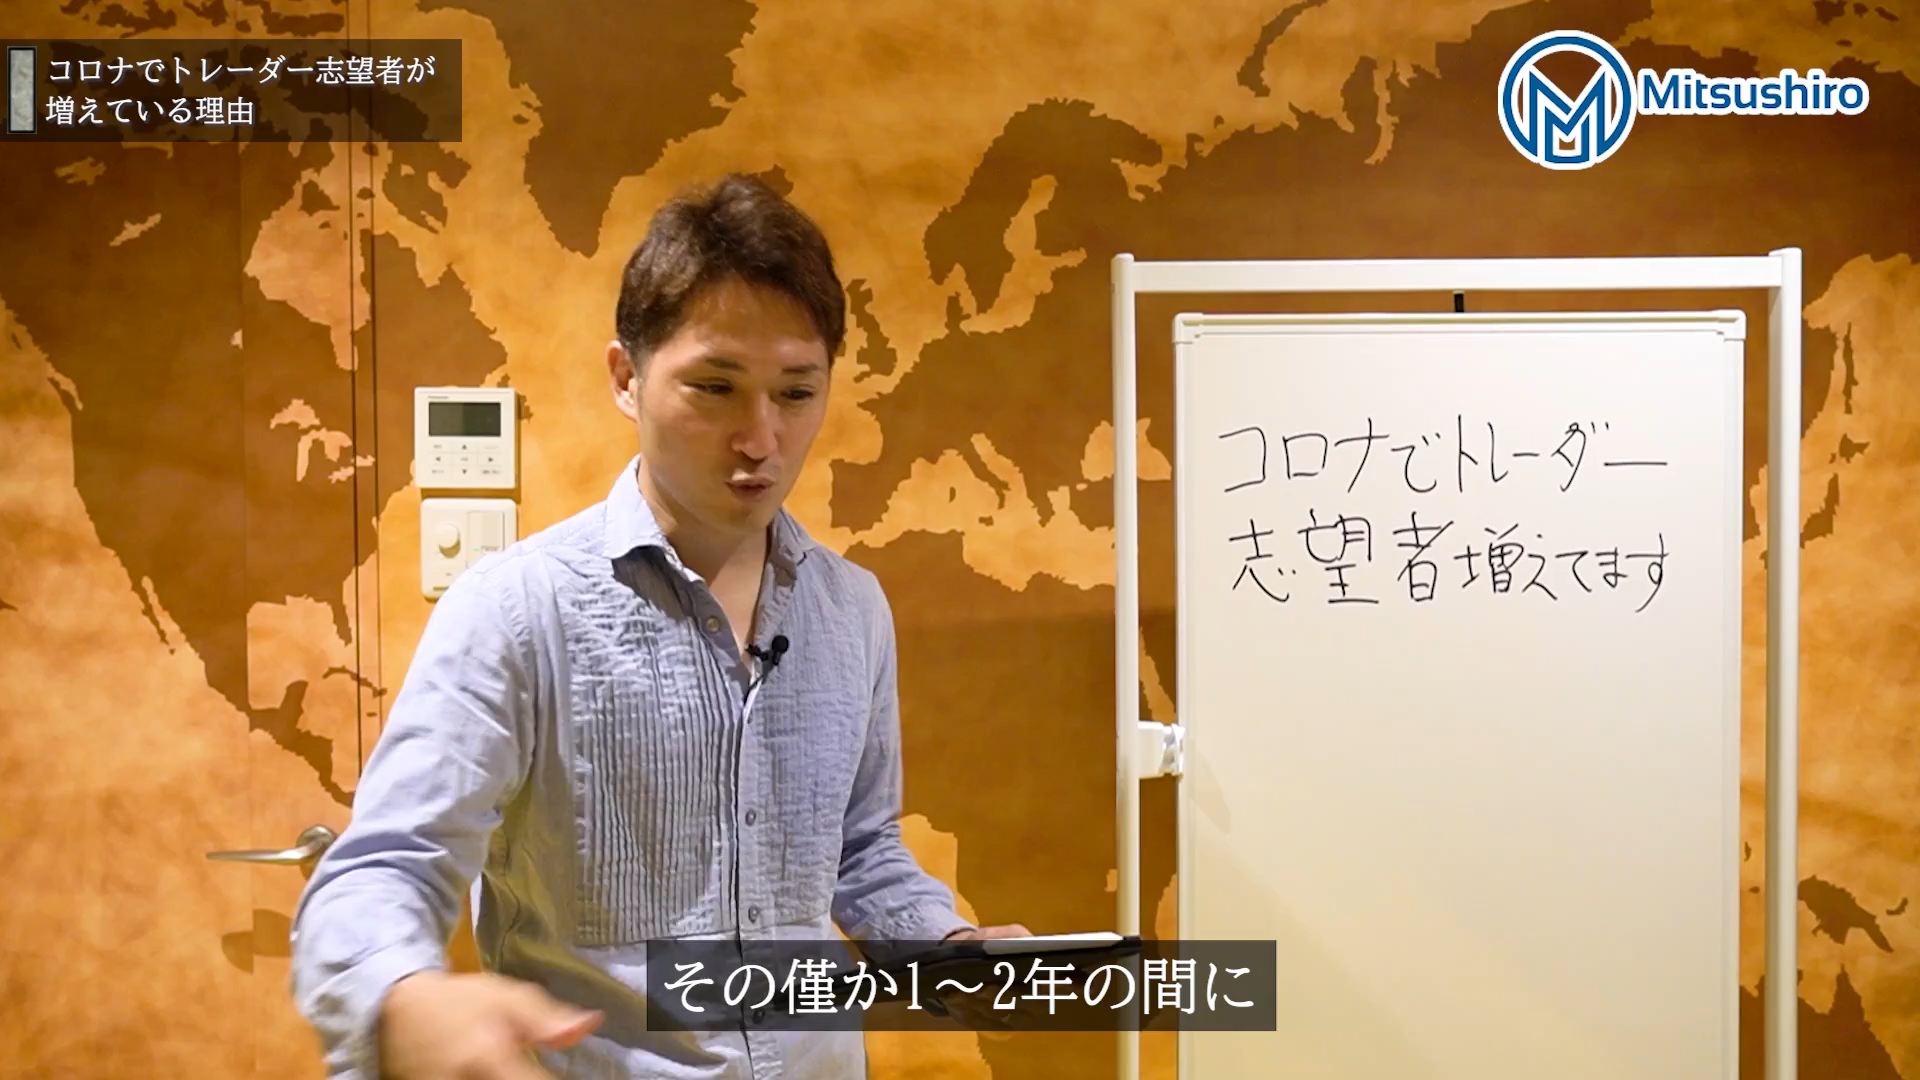 コロナでトレーダー志望者が
増えている理由
Mitsushiro
コロナでトレーダー
志望者増えてます
その僅か1〜2年の間に